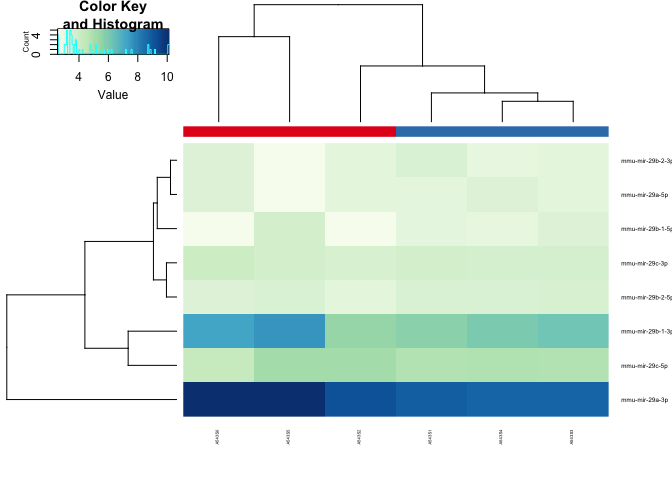 Color Key
and Histogram
Count
0 4
4 6 8 10
Value
mmu-mir-29b-2-3p
mmu-mir-29a-5p
mmu-mir-29b-1-5p
mmu-mir-29c-3p
mmu-mir-29b-2-5p
mmu-mir-29b-1-3p
mmu-mir-29c-5p
mmu-mir-29a-3p